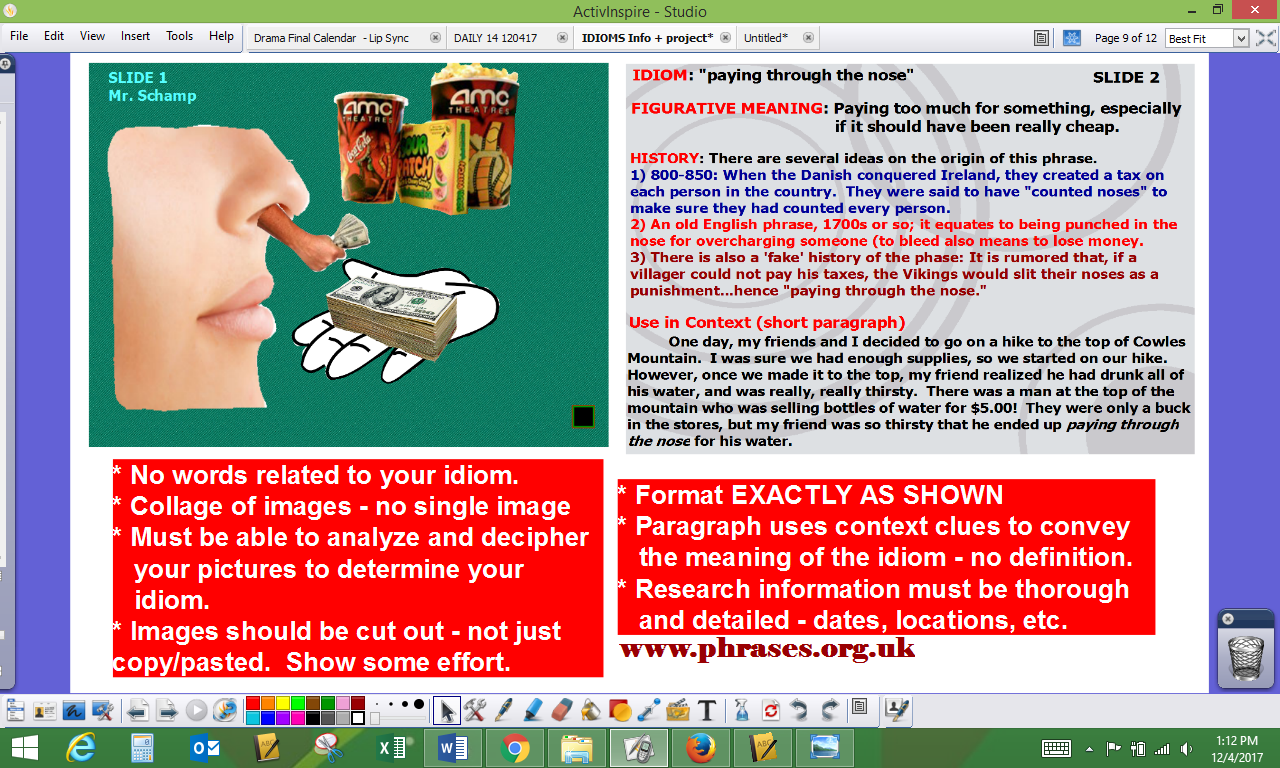 ActivInspire - Studio
File Edit View Insert Tools Help
Drama Final Calendar - Lip Sync
DAILY 14 120417
IDIOMS Info + project*
Untitled*
Page 9 of 12
Best Fit
SLIDE 1
Mr. Schamp
amc
THEATRES
Coca-Cola
amc
THEATRES
SLIDE 2
IDIOM: "paying through the nose"
FIGURATIVE MEANING: Paying too much for something, especially
if it should have been really cheap.
HISTORY: There are several ideas on the origin of this phrase.
1) 800-850: When the Danish conquered Ireland, they created a tax on
each person in the country. They were said to have "counted noses" to
make sure they had counted every person.
2) An old English phrase, 1700s or so; it equates to being punched in the
nose for overcharging someone (to bleed also means to lose money.
3) There is also a 'fake' history of the phase: It is rumored that, if a
villager could not pay his taxes, the Vikings would slit their noses as a
punishment...hence "paying through the nose."
Use in Context (short paragraph)
One day, my friends and I decided to go on a hike to the top of Cowles
Mountain. I was sure we had enough supplies, so we started on our hike.
However, once we made it to the top, my friend realized he had drunk all of
his water, and was really, really thirsty. There was a man at the top of the
mountain who was selling bottles of water for $5.00! They were only a buck
in the stores, but my friend was so thirsty that he ended up paying through
the nose for his water.
* No words related to your idiom.
* Collage of images - no single image
* Must be able to analyze and decipher
your pictures to determine your
idiom.
* Images should be cut out - not just
copy/pasted. Show some effort.
* Format EXACTLY AS SHOWN
* Paragraph uses context clues to convey
the meaning of the idiom - no definition.
* Research information must be thorough
and detailed - dates, locations, etc.
www.phrases.org.uk
1:12 PM
12/4/2017